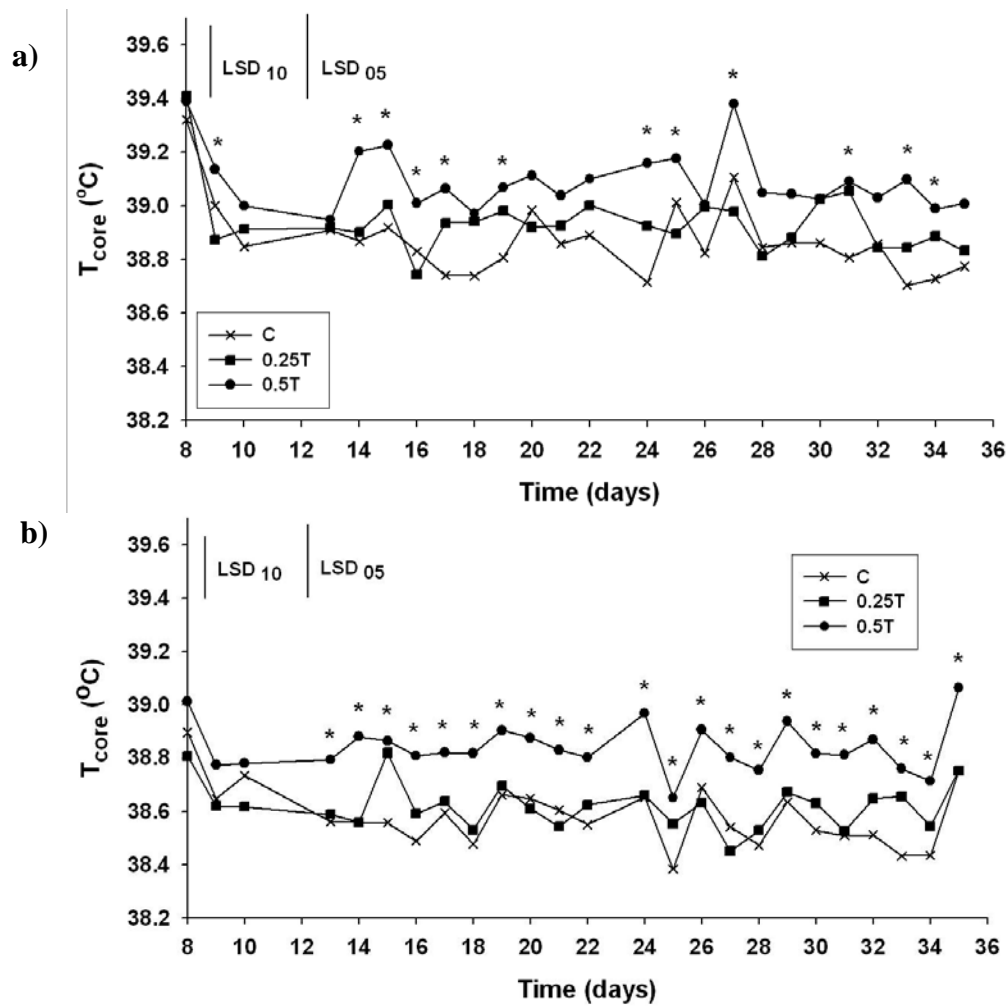 a)
39.6
39.4
39.2
39.0
38.8
38.6
38.4
38.2
T_core (°C)
LSD 10
LSD 05
* * * * * * * * * * * *
C
0.25T
0.5T
8 10 12 14 16 18 20 22 24 26 28 30 32 34 36
Time (days)
b)
39.6
39.4
39.2
39.0
38.8
38.6
38.4
38.2
T_core (°C)
LSD 10
LSD 05
* * * * * * * * * * * * * * * * * * * * * *
C
0.25T
0.5T
8 10 12 14 16 18 20 22 24 26 28 30 32 34 36
Time (days)